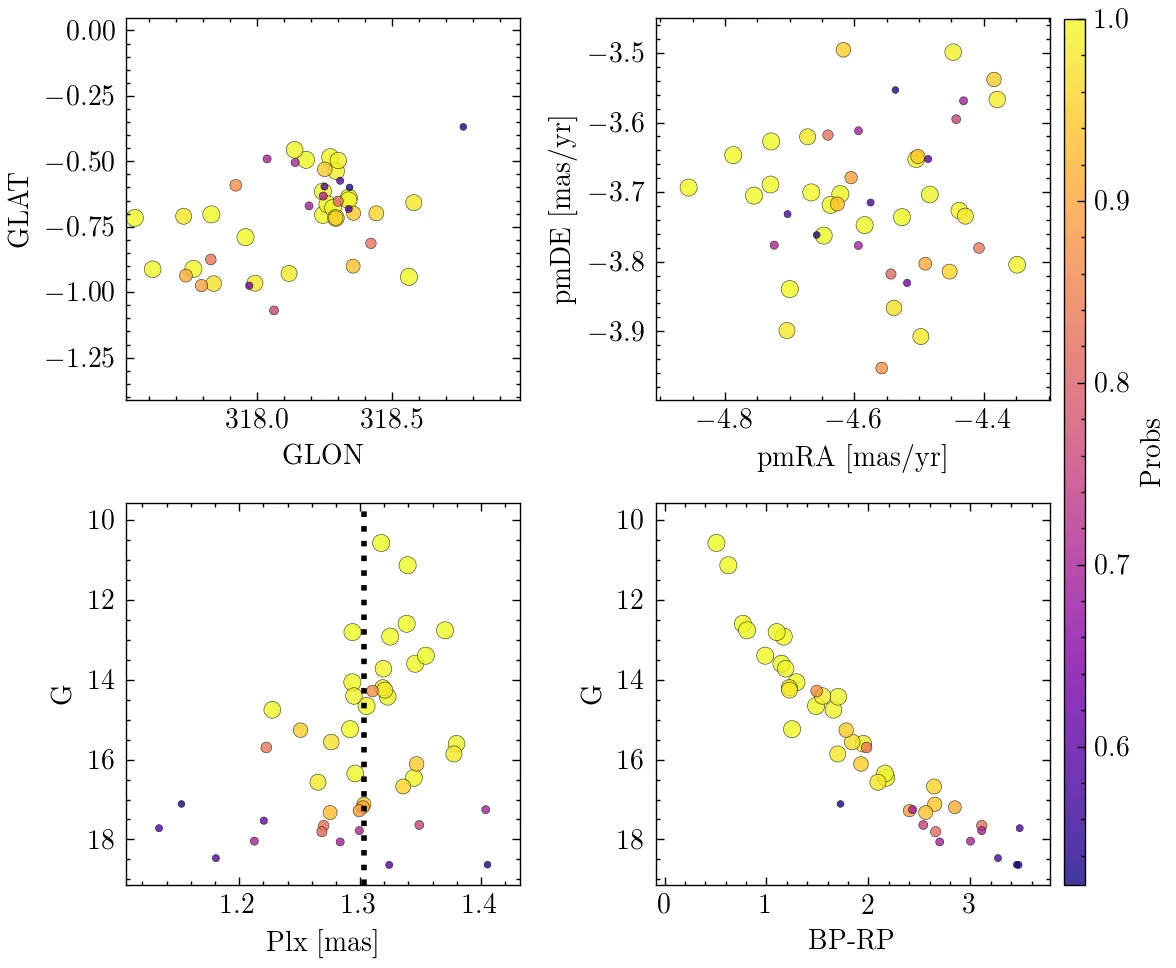 0.00
−0.25
−0.50
−0.75
−1.00
−1.25
GLAT
318.0 318.5
GLON
−3.5
−3.6
−3.7
−3.8
−3.9
pmDE [mas/yr]
−4.8 −4.6 −4.4
pmRA [mas/yr]
1.0
0.9
0.8
0.7
0.6
Probs
10
12
14
16
18
G
1.2 1.3 1.4
Plx [mas]
10
12
14
16
18
G
0 1 2 3
BP-RP